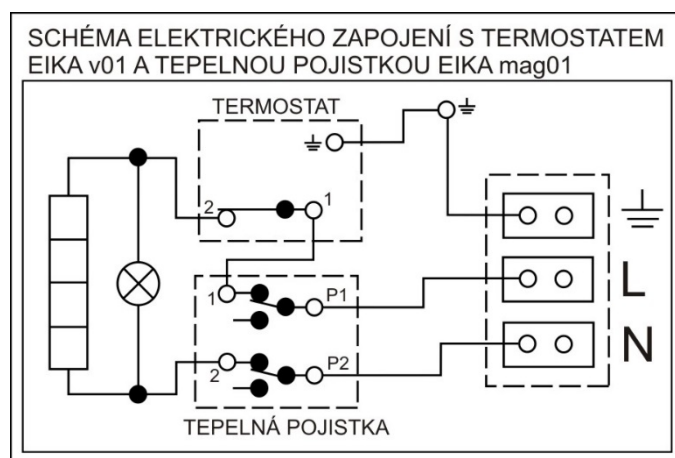 SCHÉMA ELEKTRICKÉHO ZAPOJENÍ S TERMOSTATEM
EIKA v01 A TEPELNOU POJISTKOU EIKA mag01
TERMOSTAT
2 1
1 P1
L
2 P2
N
TEPELNÁ POJISTKA